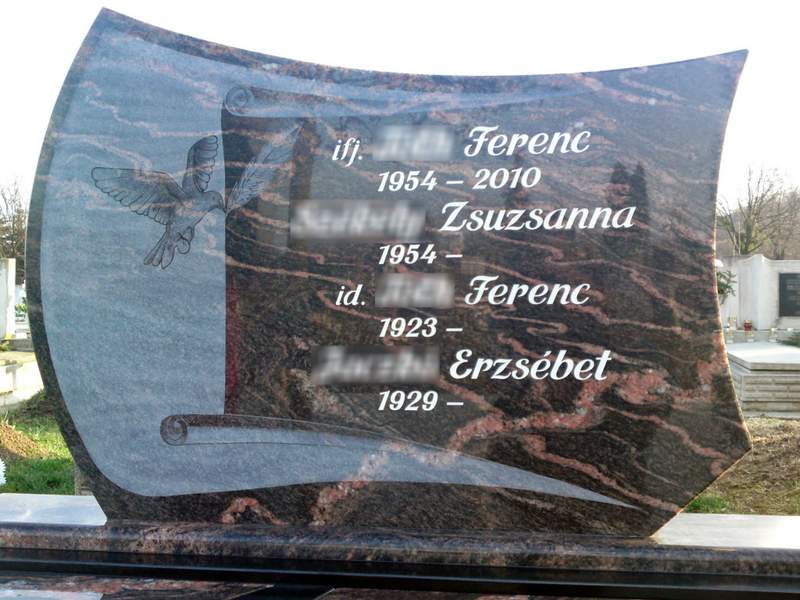 ifj. Ferenc
1954 – 2010
Zsuzsanna
1954 –
id. Ferenc
1923 –
Erzsébet
1929 –